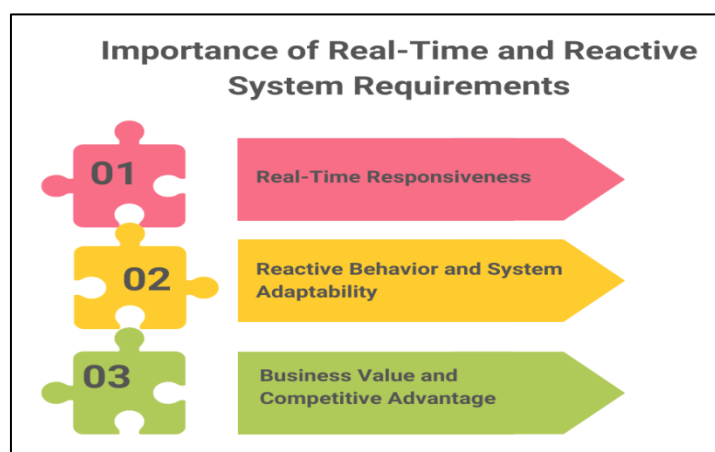 Importance of Real-Time and Reactive
System Requirements
01
Real-Time Responsiveness
02
Reactive Behavior and System
Adaptability
03
Business Value and
Competitive Advantage